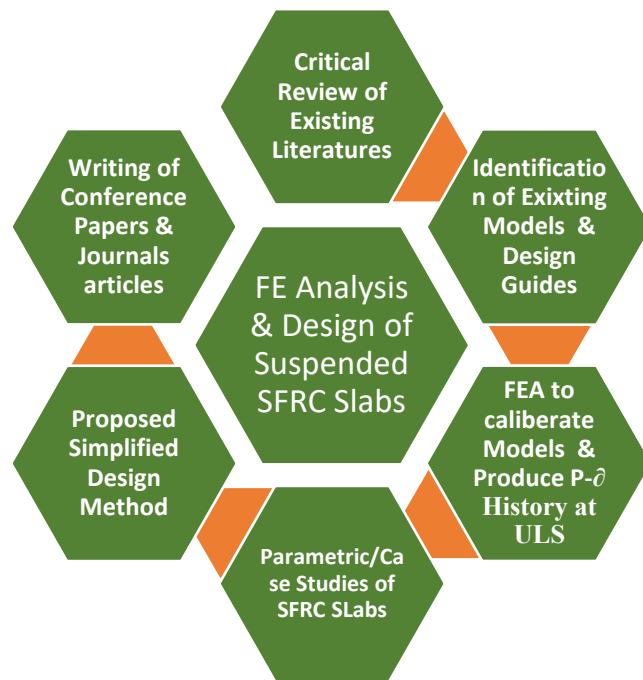 Critical
Review of
Existing
Literatures
Identificatio
n of Exixting
Models & 
Design
Guides
FEA to
caliberate
Models &
Produce P-∂
History at
ULS
Parametric/Ca
se Studies of
SFRC SLabs
Proposed
Simplified
Design
Method
Writing of
Conference
Papers &
Journals
articles
FE Analysis
& Design of
Suspended
SFRC Slabs